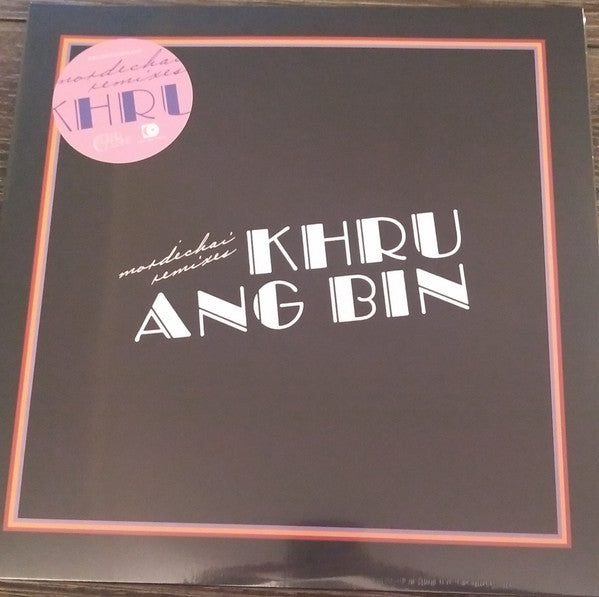 mordechai
remixes
KHRU
mordechai
remixes
KHRU
ANG BIN